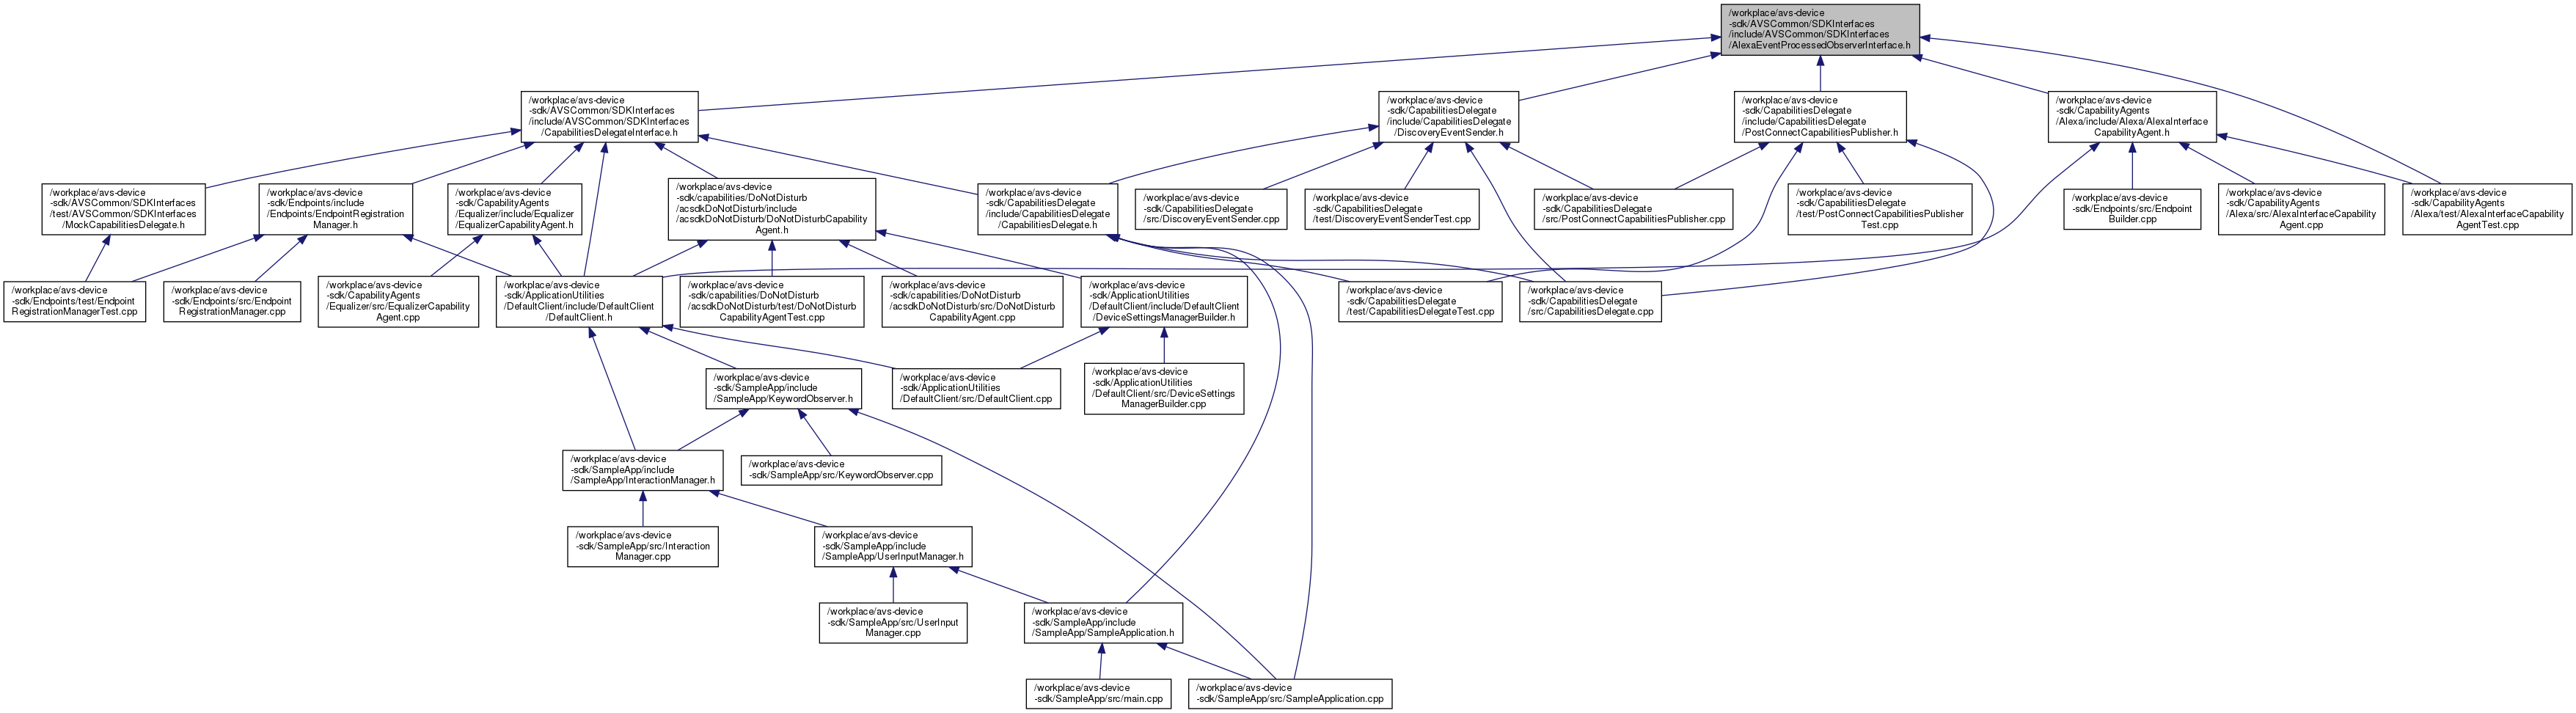 /workplace/avs-device
-sdk/AVSCommon/SDKInterfaces
/include/AVSCommon/SDKInterfaces
/AlexaEventProcessedObserverInterface.h
/workplace/avs-device
-sdk/AVSCommon/SDKInterfaces
/include/AVSCommon/SDKInterfaces
/CapabilitiesDelegateInterface.h
/workplace/avs-device
-sdk/CapabilitiesDelegate
/include/CapabilitiesDelegate
/DiscoveryEventSender.h
/workplace/avs-device
-sdk/CapabilitiesDelegate
/include/CapabilitiesDelegate
/PostConnectCapabilitiesPublisher.h
/workplace/avs-device
-sdk/CapabilityAgents
/Alexa/include/Alexa/AlexaInterface
CapabilityAgent.h
/workplace/avs-device
-sdk/AVSCommon/SDKInterfaces
/test/AVSCommon/SDKInterfaces
/MockCapabilitiesDelegate.h
/workplace/avs-device
-sdk/Endpoints/include
/Endpoints/EndpointRegistration
Manager.h
/workplace/avs-device
-sdk/CapabilityAgents
/Equalizer/include/Equalizer
/EqualizerCapabilityAgent.h
/workplace/avs-device
-sdk/capabilities/DoNotDisturb
/acsdkDoNotDisturb/include
/acsdkDoNotDisturb/DoNotDisturbCapability
Agent.h
/workplace/avs-device
-sdk/CapabilitiesDelegate
/include/CapabilitiesDelegate
/CapabilitiesDelegate.h
/workplace/avs-device
-sdk/CapabilitiesDelegate
/src/DiscoveryEventSender.cpp
/workplace/avs-device
-sdk/CapabilitiesDelegate
/test/DiscoveryEventSenderTest.cpp
/workplace/avs-device
-sdk/CapabilitiesDelegate
/src/PostConnectCapabilitiesPublisher.cpp
/workplace/avs-device
-sdk/CapabilitiesDelegate
/test/PostConnectCapabilitiesPublisher
Test.cpp
/workplace/avs-device
-sdk/Endpoints/src/Endpoint
Builder.cpp
/workplace/avs-device
-sdk/CapabilityAgents
/Alexa/src/AlexaInterfaceCapability
Agent.cpp
/workplace/avs-device
-sdk/CapabilityAgents
/Alexa/test/AlexaInterfaceCapability
AgentTest.cpp
/workplace/avs-device
-sdk/Endpoints/test/Endpoint
RegistrationManagerTest.cpp
/workplace/avs-device
-sdk/Endpoints/src/Endpoint
RegistrationManager.cpp
/workplace/avs-device
-sdk/CapabilityAgents
/Equalizer/src/EqualizerCapability
Agent.cpp
/workplace/avs-device
-sdk/ApplicationUtilities
/DefaultClient/include/DefaultClient
/DefaultClient.h
/workplace/avs-device
-sdk/capabilities/DoNotDisturb
/acsdkDoNotDisturb/test/DoNotDisturb
CapabilityAgentTest.cpp
/workplace/avs-device
-sdk/capabilities/DoNotDisturb
/acsdkDoNotDisturb/src/DoNotDisturb
CapabilityAgent.cpp
/workplace/avs-device
-sdk/ApplicationUtilities
/DefaultClient/include/DefaultClient
/DeviceSettingsManagerBuilder.h
/workplace/avs-device
-sdk/CapabilitiesDelegate
/test/CapabilitiesDelegateTest.cpp
/workplace/avs-device
-sdk/CapabilitiesDelegate
/src/CapabilitiesDelegate.cpp
/workplace/avs-device
-sdk/SampleApp/include
/SampleApp/KeywordObserver.h
/workplace/avs-device
-sdk/ApplicationUtilities
/DefaultClient/src/DefaultClient.cpp
/workplace/avs-device
-sdk/ApplicationUtilities
/DefaultClient/src/DeviceSettings
ManagerBuilder.cpp
/workplace/avs-device
-sdk/SampleApp/include
/SampleApp/InteractionManager.h
/workplace/avs-device
-sdk/SampleApp/src/KeywordObserver.cpp
/workplace/avs-device
-sdk/SampleApp/src/Interaction
Manager.cpp
/workplace/avs-device
-sdk/SampleApp/include
/SampleApp/UserInputManager.h
/workplace/avs-device
-sdk/SampleApp/src/UserInput
Manager.cpp
/workplace/avs-device
-sdk/SampleApp/include
/SampleApp/SampleApplication.h
/workplace/avs-device
-sdk/SampleApp/src/main.cpp
/workplace/avs-device
-sdk/SampleApp/src/SampleApplication.cpp